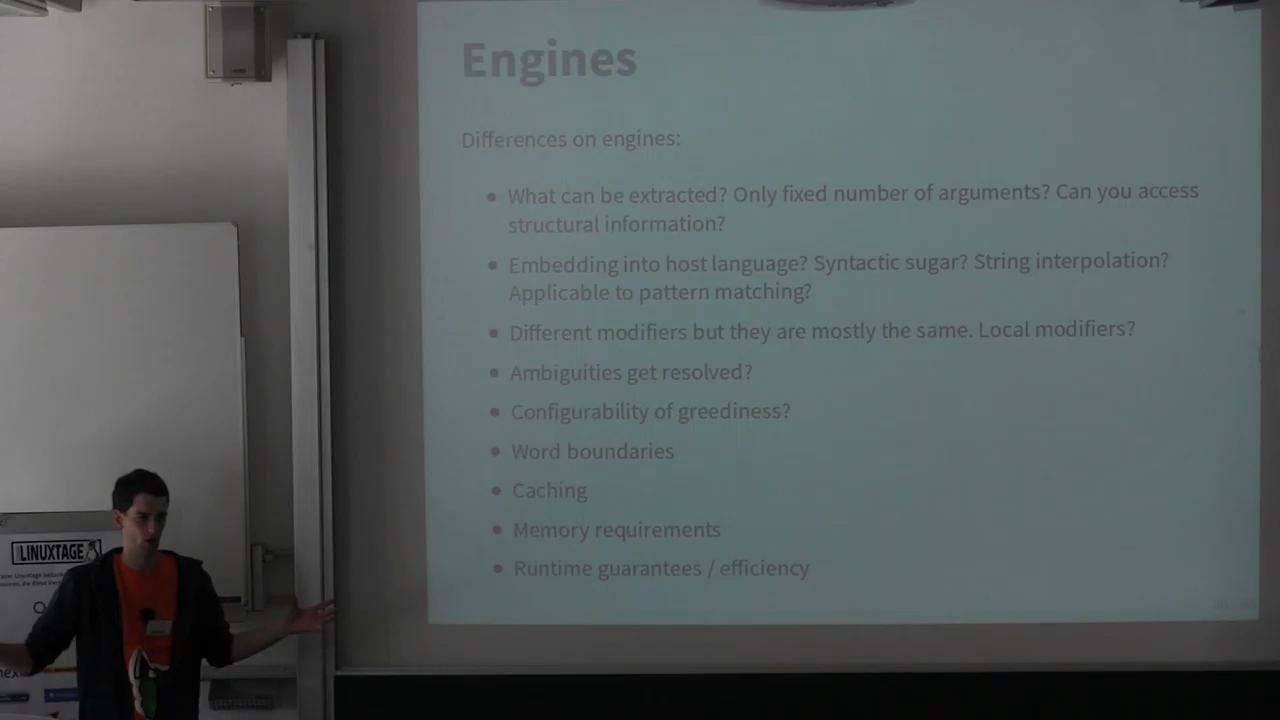 Engines
Differences on engines:
• What can be extracted? Only fixed number of arguments? Can you access
structural information?
• Embedding into host language? Syntactic sugar? String interpolation?
Applicable to pattern matching?
• Different modifiers but they are mostly the same. Local modifiers?
• Ambiguities get resolved?
• Configurability of greediness?
• Word boundaries
• Caching
• Memory requirements
• Runtime guarantees / efficiency
LINUXTAGE